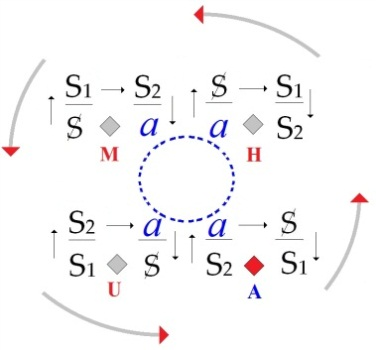 S1 → S2
$ a
M
$ → S1
a S2
H
S2 → a
S1 $
U
a → $
S2 S1
A